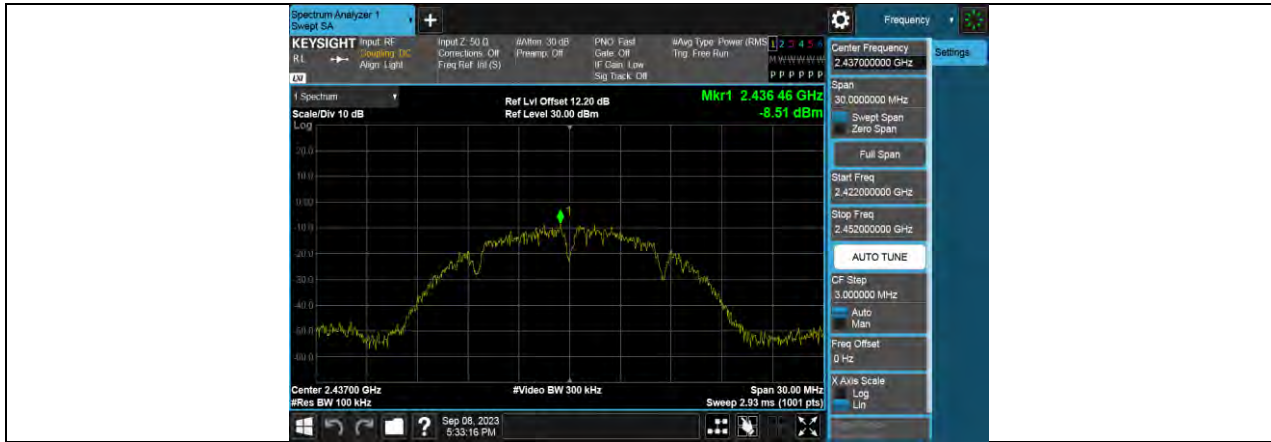 Spectrum Analyzer 1
Swept SA
+
Frequency
KEYSIGHT
Input: RF
Coupling: DC
Align: Light
R L
LXI
Input Z: 50 Ω
Corrections: Off
Freq Ref: Int (S)
#Atten: 30 dB
Preamp: Off
PNO: Fast
Gate: Off
IF Gain: Low
Sig Track: Off
#Avg Type: Power (RMS
Trig: Free Run
1 2 3 4 5 6
M W W W W W
P P P P P P
1 Spectrum
Scale/Div 10 dB
Log
Ref Lvl Offset 12.20 dB
Ref Level 30.00 dBm
Mkr1 2.436 46 GHz
-8.51 dBm
20.0
10.0
0.00
-10.0
-20.0
-30.0
-40.0
-50.0
-60.0
1
Center 2.43700 GHz
#Res BW 100 kHz
#Video BW 300 kHz
Span 30.00 MHz
Sweep 2.93 ms (1001 pts)
Center Frequency
2.437000000 GHz
Settings
Span
30.0000000 MHz
Swept Span
Zero Span
Full Span
Start Freq
2.422000000 GHz
Stop Freq
2.452000000 GHz
AUTO TUNE
CF Step
3.000000 MHz
Auto
Man
Freq Offset
0 Hz
X Axis Scale
Log
Lin
?
Sep 08, 2023
5:33:16 PM